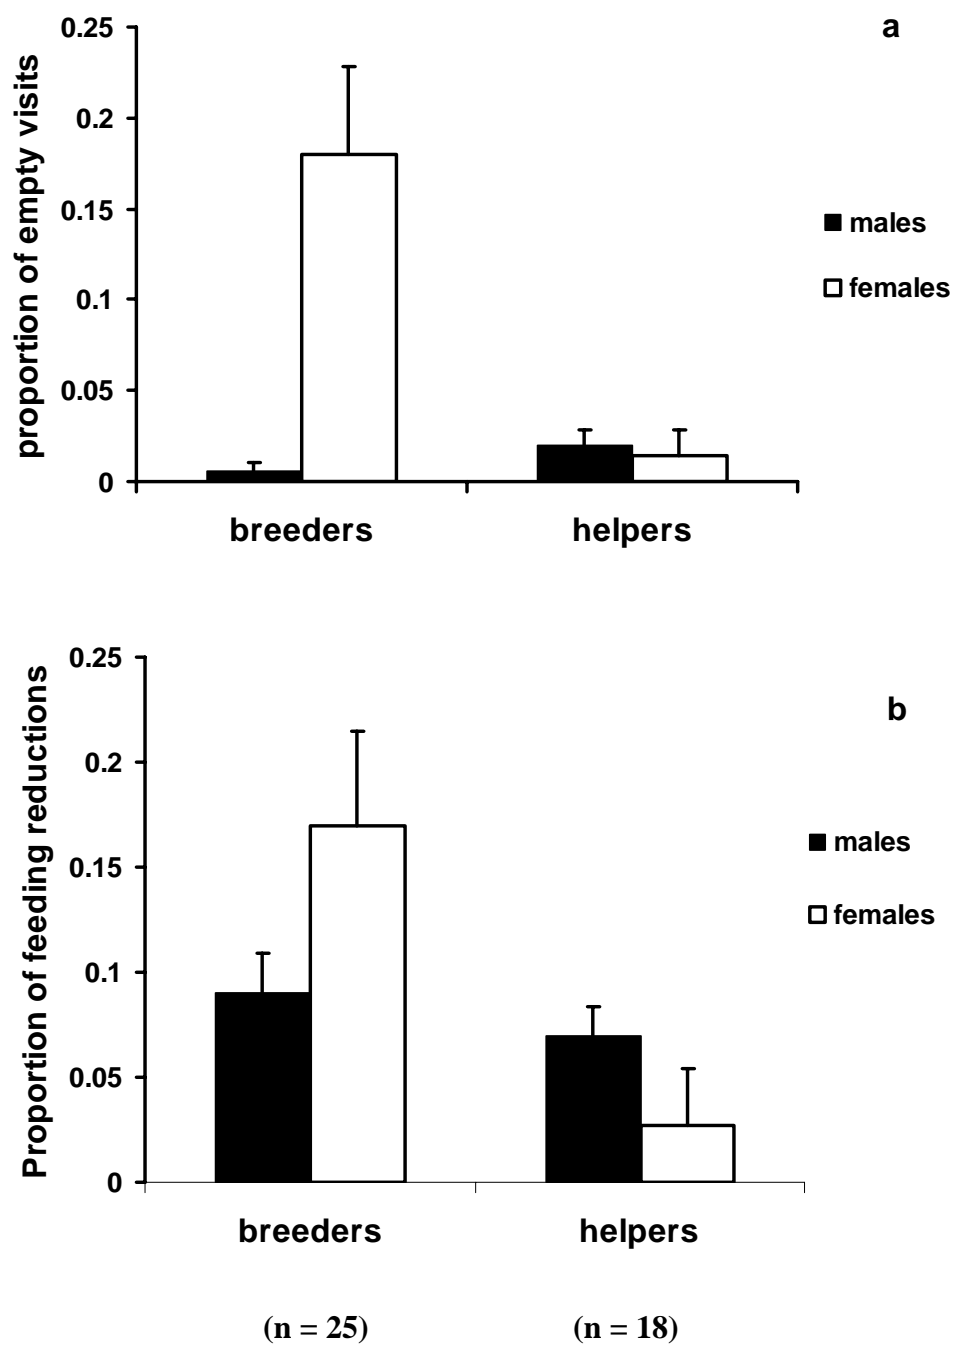 a
proportion of empty visits
0.25
0.2
0.15
0.1
0.05
0
males
females
breeders helpers
b
Proportion of feeding reductions
0.25
0.2
0.15
0.1
0.05
0
males
females
breeders helpers
(n = 25) (n = 18)